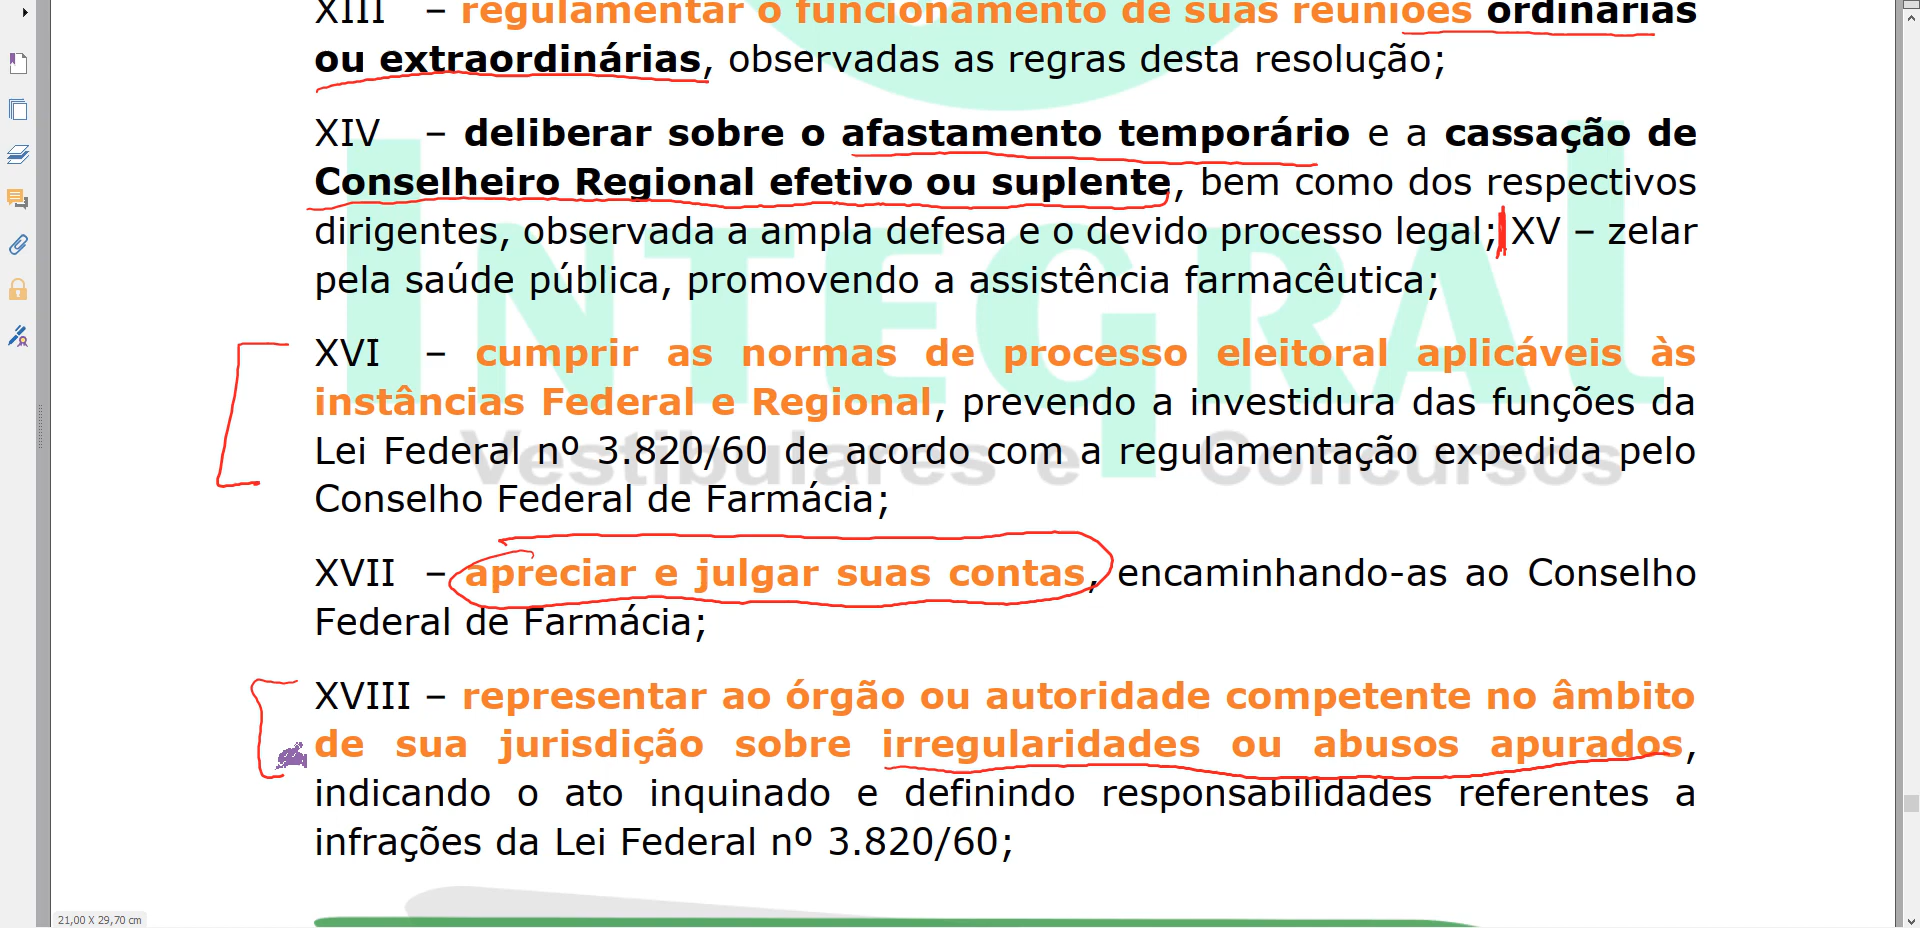 XIII – regulamentar o funcionamento de suas reuniões ordinárias
ou extraordinárias, observadas as regras desta resolução;
XIV – deliberar sobre o afastamento temporário e a cassação de
Conselheiro Regional efetivo ou suplente, bem como dos respectivos
dirigentes, observada a ampla defesa e o devido processo legal; XV – zelar
pela saúde pública, promovendo a assistência farmacêutica;
XVI – cumprir as normas de processo eleitoral aplicáveis às
instâncias Federal e Regional, prevendo a investidura das funções da
Lei Federal nº 3.820/60 de acordo com a regulamentação expedida pelo
Conselho Federal de Farmácia;
XVII – apreciar e julgar suas contas, encaminhando-as ao Conselho
Federal de Farmácia;
XVIII – representar ao órgão ou autoridade competente no âmbito
de sua jurisdição sobre irregularidades ou abusos apurados,
indicando o ato inquinado e definindo responsabilidades referentes a
infrações da Lei Federal nº 3.820/60;
INTEGRAL
Vestibulares e Concursos
21,00 X 29,70 cm